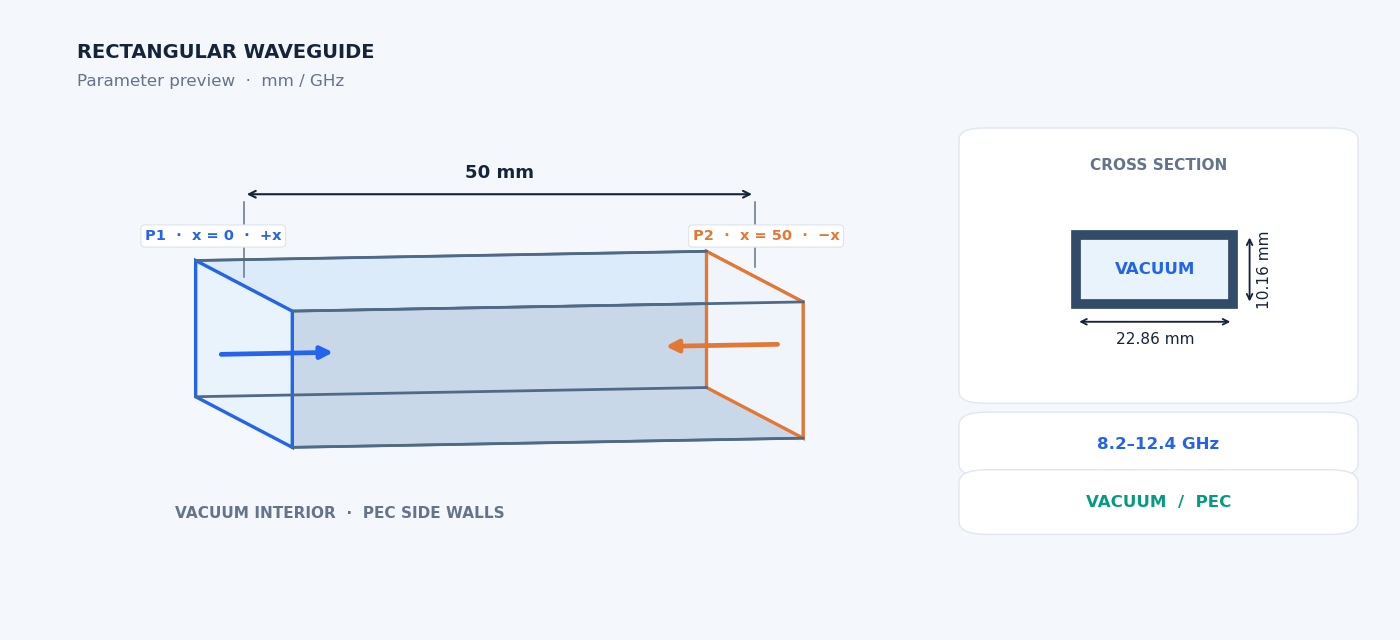 RECTANGULAR WAVEGUIDE
Parameter preview · mm / GHz
50 mm
P1 · x = 0 · +x
P2 · x = 50 · −x
VACUUM INTERIOR · PEC SIDE WALLS
CROSS SECTION
VACUUM
10.16 mm
22.86 mm
8.2–12.4 GHz
VACUUM / PEC